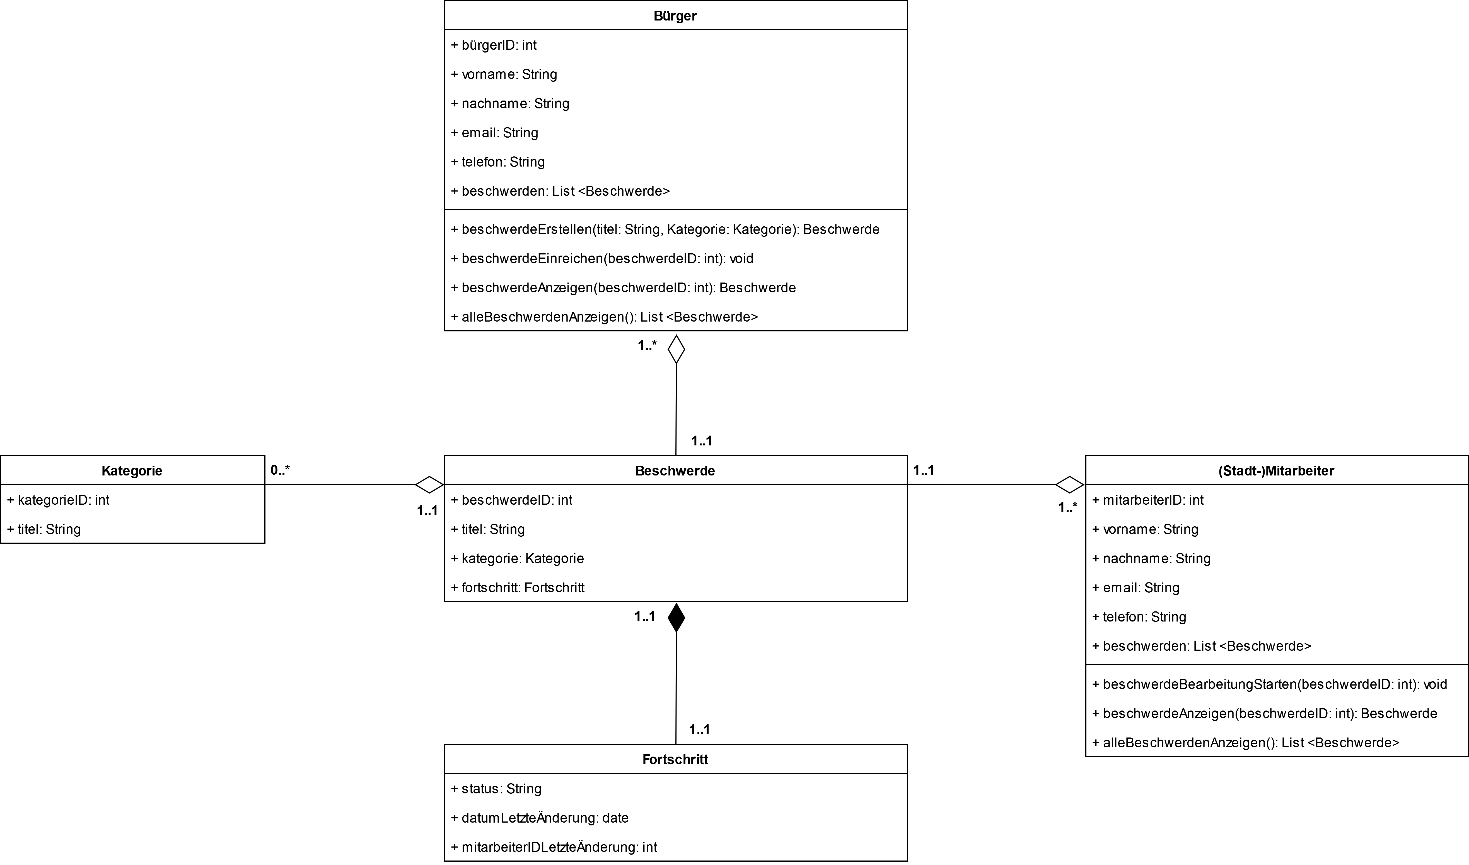 Bürger
+ bürgerID: int
+ vorname: String
+ nachname: String
+ email: String
+ telefon: String
+ beschwerden: List <Beschwerde>
+ beschwerdeErstellen(titel: String, Kategorie: Kategorie): Beschwerde
+ beschwerdeEinreichen(beschwerdeID: int): void
+ beschwerdeAnzeigen(beschwerdeID: int): Beschwerde
+ alleBeschwerdenAnzeigen(): List <Beschwerde>
1..*
1..1
Kategorie
+ kategorieID: int
+ titel: String
0..*
1..1
Beschwerde
+ beschwerdeID: int
+ titel: String
+ kategorie: Kategorie
+ fortschritt: Fortschritt
1..1
1..*
(Stadt-)Mitarbeiter
+ mitarbeiterID: int
+ vorname: String
+ nachname: String
+ email: String
+ telefon: String
+ beschwerden: List <Beschwerde>
+ beschwerdeBearbeitungStarten(beschwerdeID: int): void
+ beschwerdeAnzeigen(beschwerdeID: int): Beschwerde
+ alleBeschwerdenAnzeigen(): List <Beschwerde>
1..1
1..1
Fortschritt
+ status: String
+ datumLetzteÄnderung: date
+ mitarbeiterIDLetzteÄnderung: int